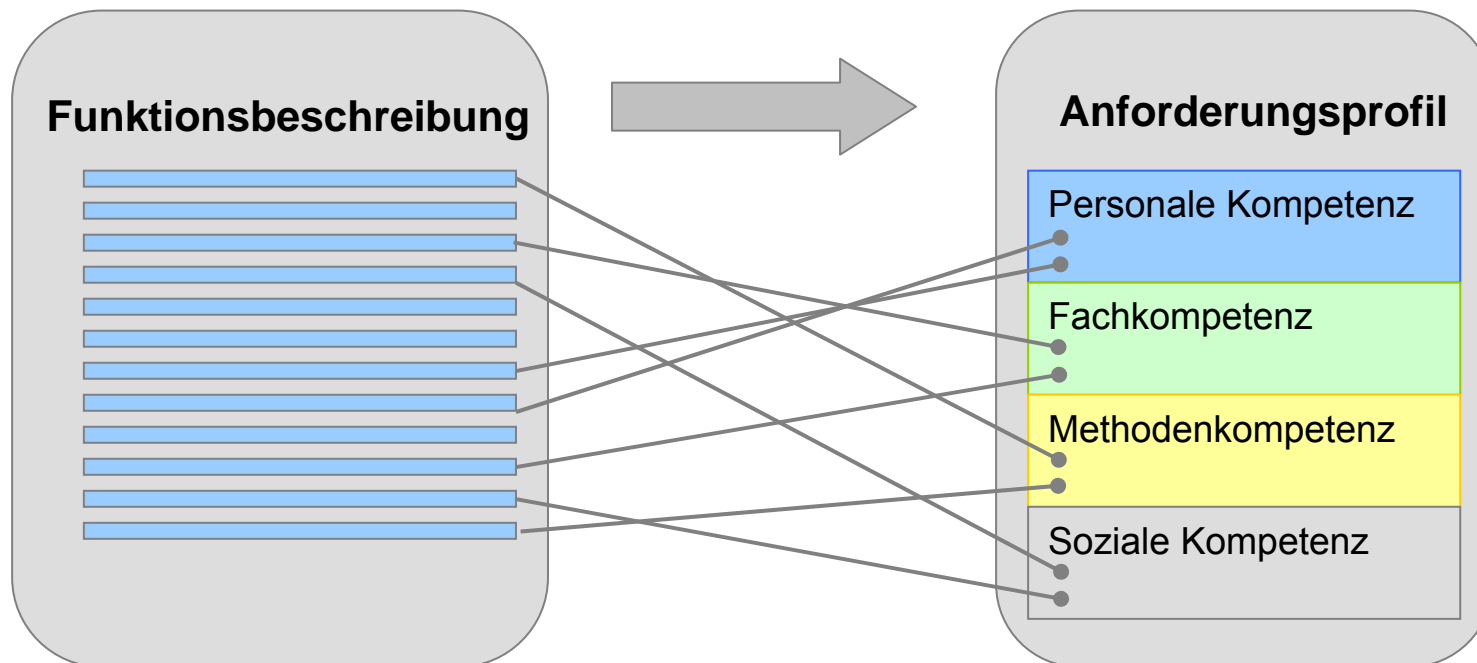 Funktionsbeschreibung
Anforderungsprofil
Personale Kompetenz
Fachkompetenz
Methodenkompetenz
Soziale Kompetenz